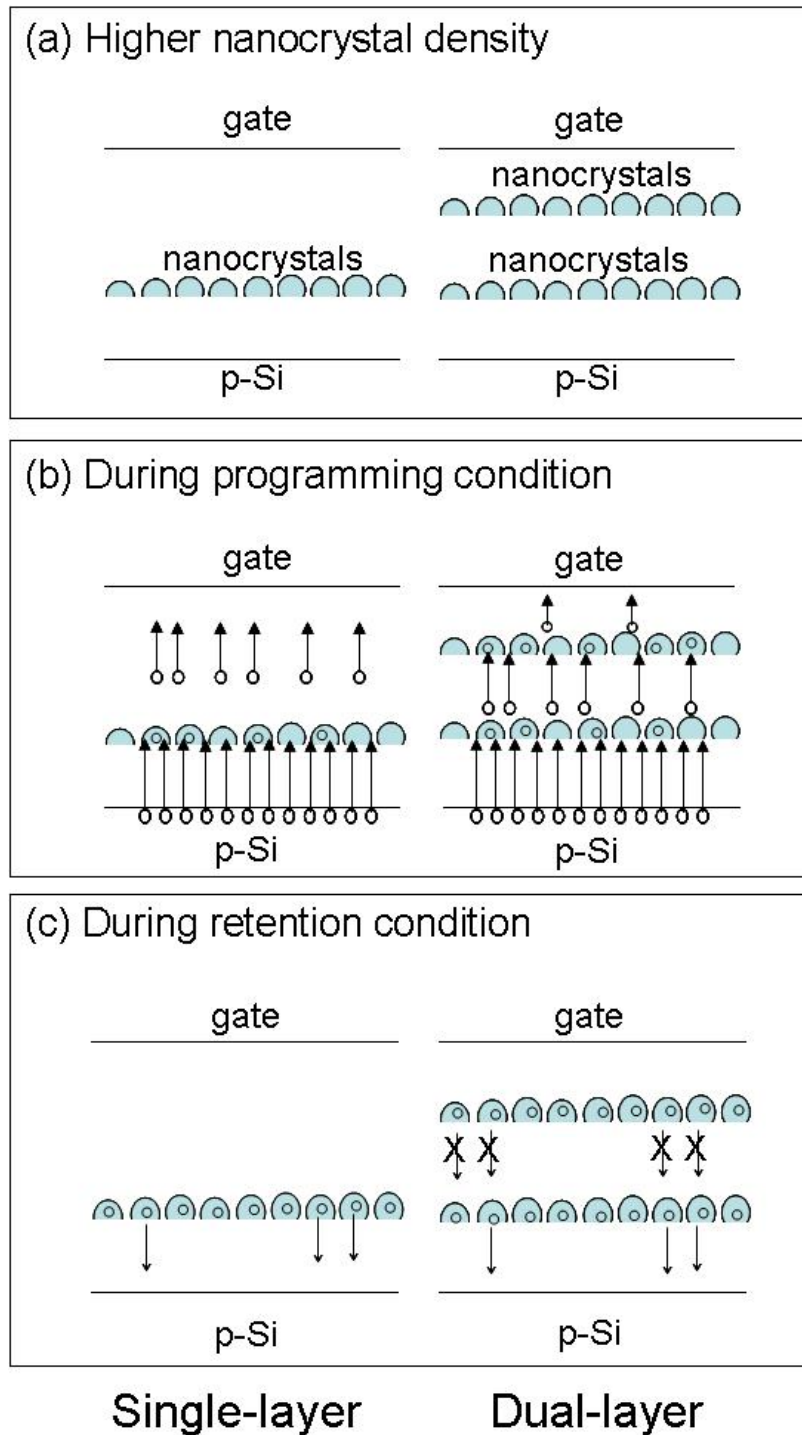 (a) Higher nanocrystal density
gate gate
nanocrystals
nanocrystals nanocrystals
p-Si p-Si
(b) During programming condition
gate gate
p-Si p-Si
(c) During retention condition
gate gate
X X X X
p-Si p-Si
Single-layer Dual-layer